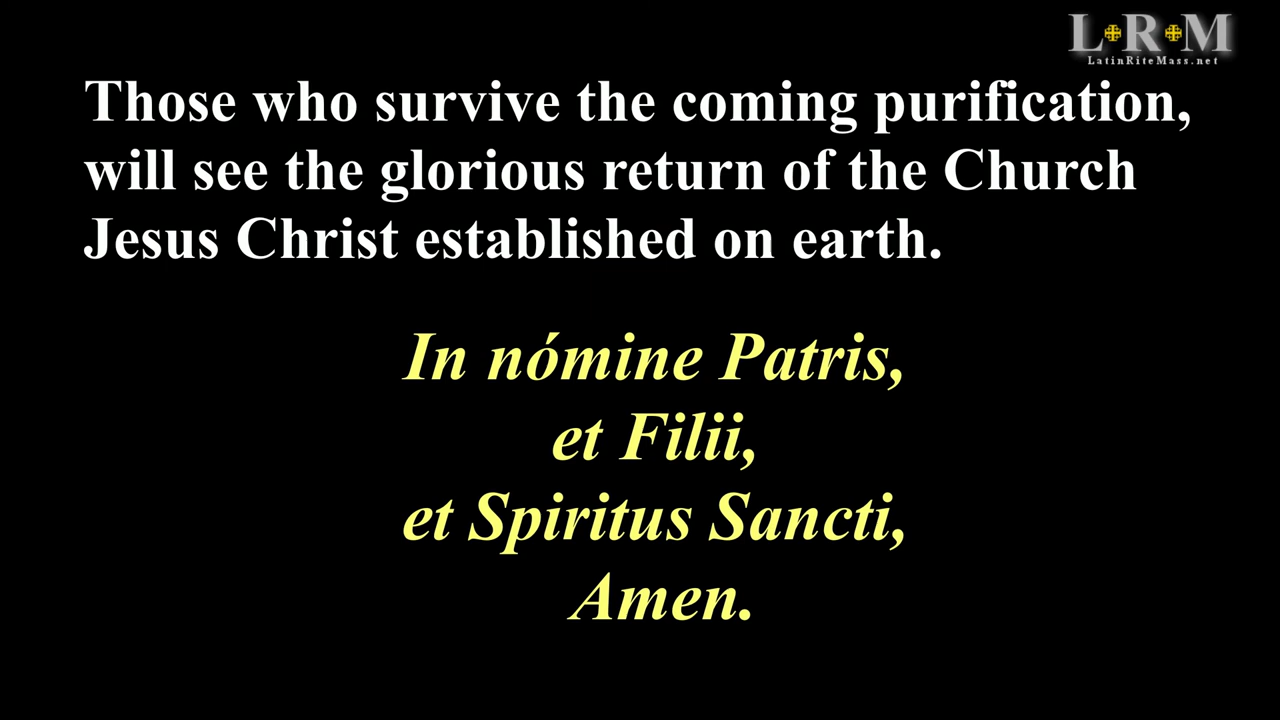 L R M
LatinRiteMass.net
Those who survive the coming purification,
will see the glorious return of the Church
Jesus Christ established on earth.
In nómine Patris,
et Filii,
et Spiritus Sancti,
Amen.